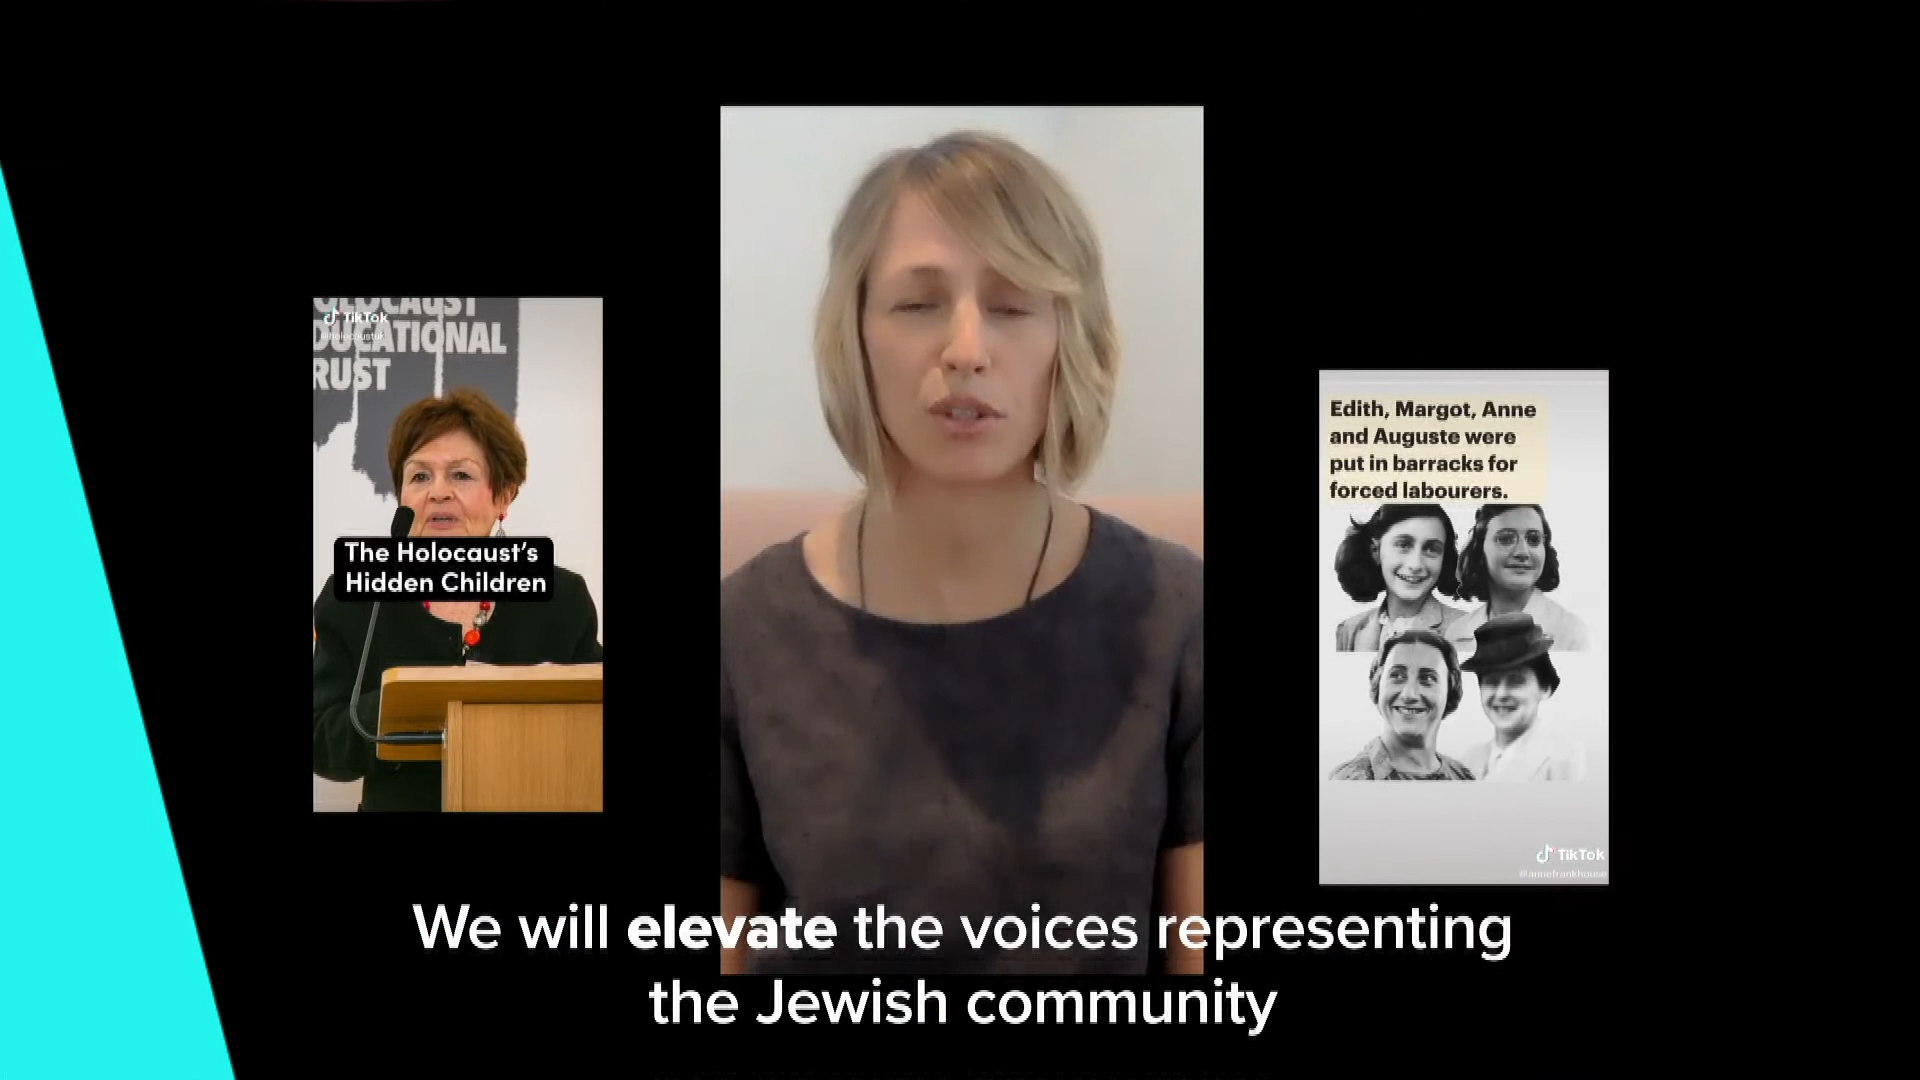 OLOCAUST
DUCATIONAL
RUST
TikTok
The Holocaust's
Hidden Children
Edith, Margot, Anne
and Auguste were
put in barracks for
forced labourers.
TikTok
@annefrankhouse
We will elevate the voices representing
the Jewish community